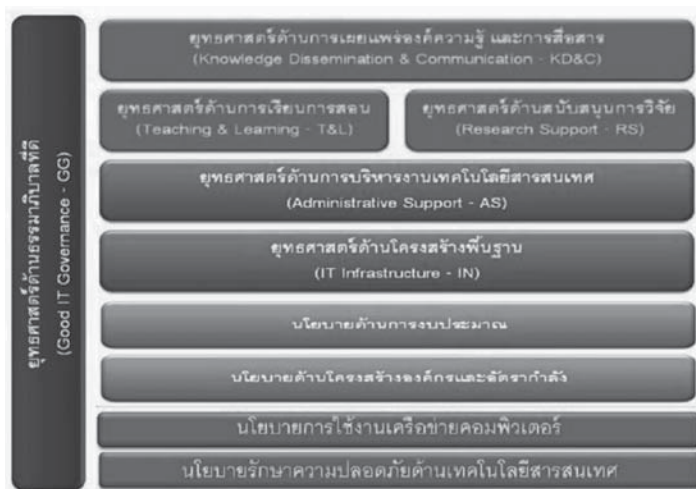 ยุทธศาสตร์ด้านธรรมาภิบาลที่ดี
(Good IT Governance - GG)
ยุทธศาสตร์ด้านการเผยแพร่องค์ความรู้ และการสื่อสาร
(Knowledge Dissemination & Communication - KD&C)
ยุทธศาสตร์ด้านการเรียนการสอน
(Teaching & Learning - T&L)
ยุทธศาสตร์ด้านสนับสนุนการวิจัย
(Research Support - RS)
ยุทธศาสตร์ด้านการบริหารงานเทคโนโลยีสารสนเทศ
(Administrative Support - AS)
ยุทธศาสตร์ด้านโครงสร้างพื้นฐาน
(IT Infrastructure - IN)
นโยบายด้านการงบประมาณ
นโยบายด้านโครงสร้างองค์กรและอัตรากำลัง
นโยบายการใช้งานเครือข่ายคอมพิวเตอร์
นโยบายรักษาความปลอดภัยด้านเทคโนโลยีสารสนเทศ